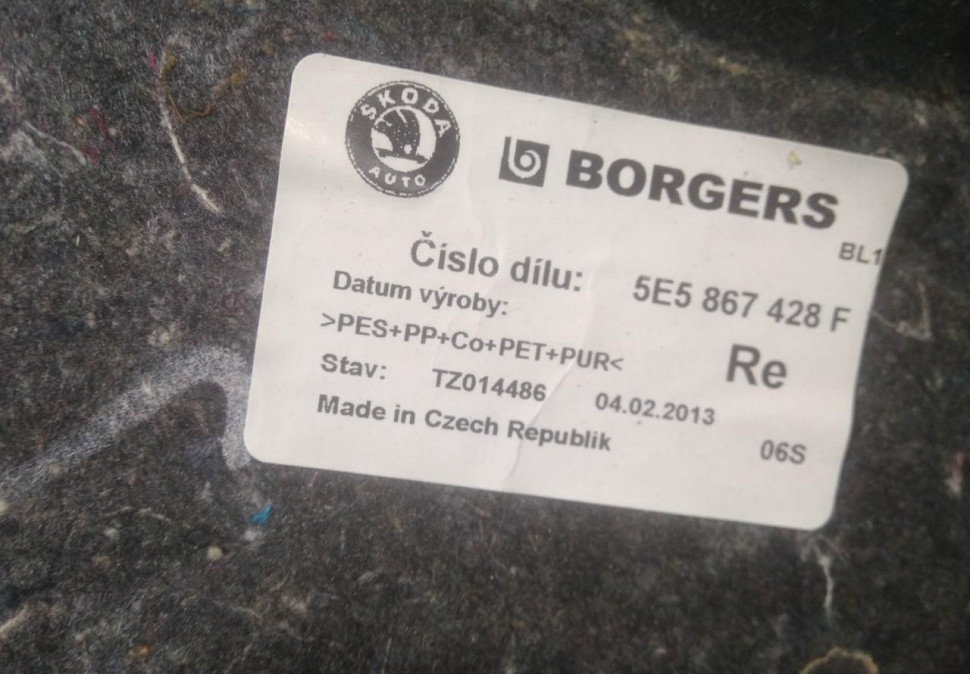 ŠKODA
AUTO
BORGERS
BL1
Číslo dílu: 5E5 867 428 F
Datum výroby:
>PES+PP+Co+PET+PUR<
Re
Stav: TZ014486 04.02.2013
Made in Czech Republik
06S